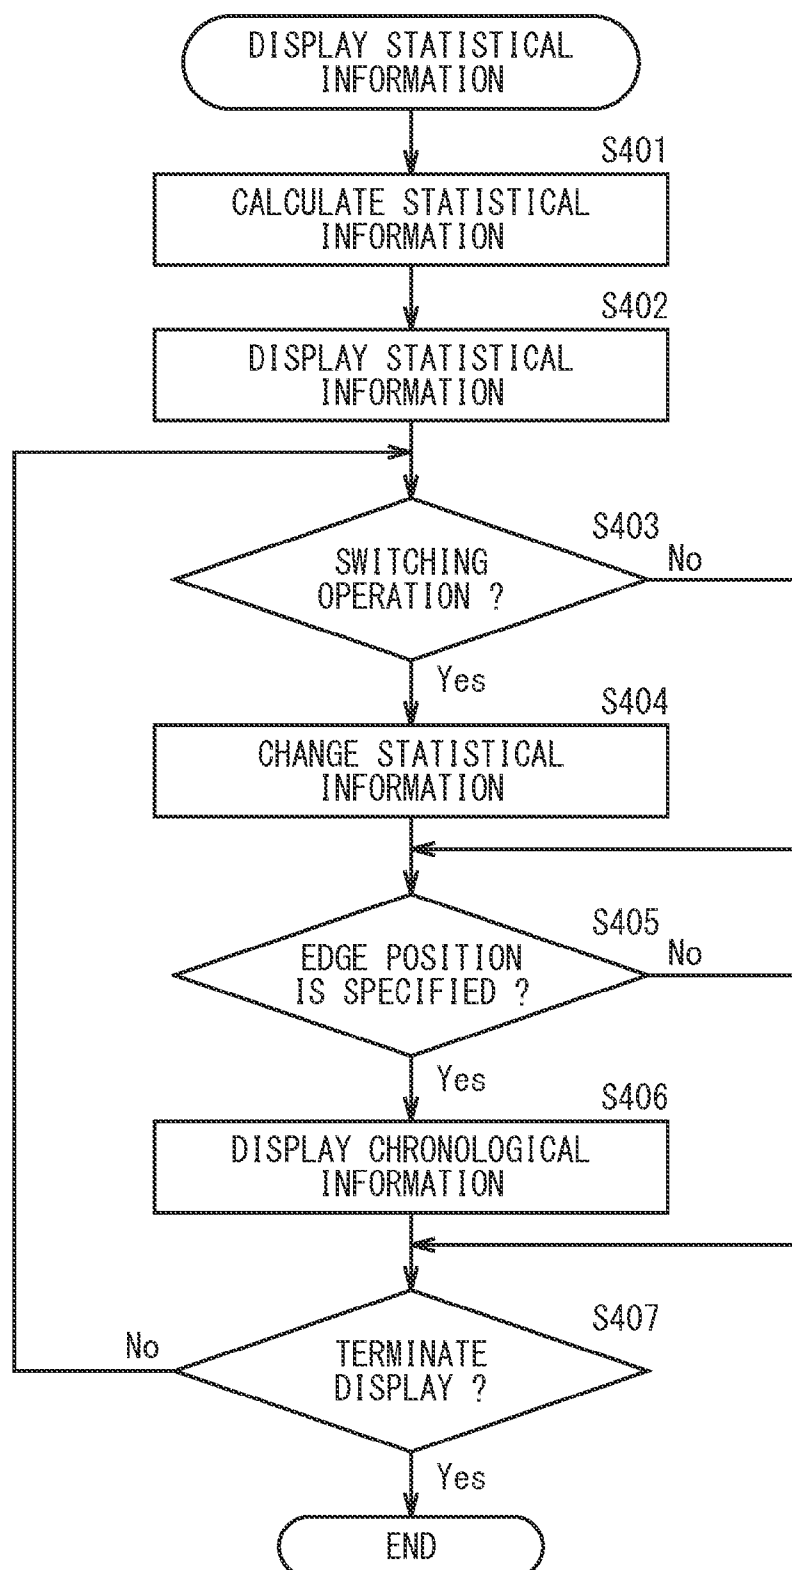 DISPLAY STATISTICAL
INFORMATION
S401
CALCULATE STATISTICAL
INFORMATION
S402
DISPLAY STATISTICAL
INFORMATION
S403
SWITCHING
OPERATION ?
No
Yes
S404
CHANGE STATISTICAL
INFORMATION
S405
EDGE POSITION
IS SPECIFIED ?
No
Yes
S406
DISPLAY CHRONOLOGICAL
INFORMATION
S407
No
TERMINATE
DISPLAY ?
Yes
END